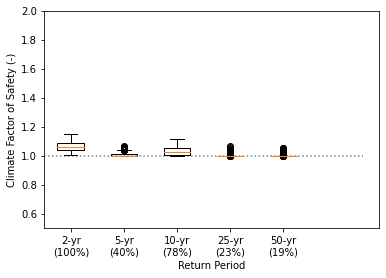 Climate Factor of Safety (-)
2.0
1.8
1.6
1.4
1.2
1.0
0.8
0.6
2-yr 5-yr 10-yr 25-yr 50-yr
(100%) (40%) (78%) (23%) (19%)
Return Period